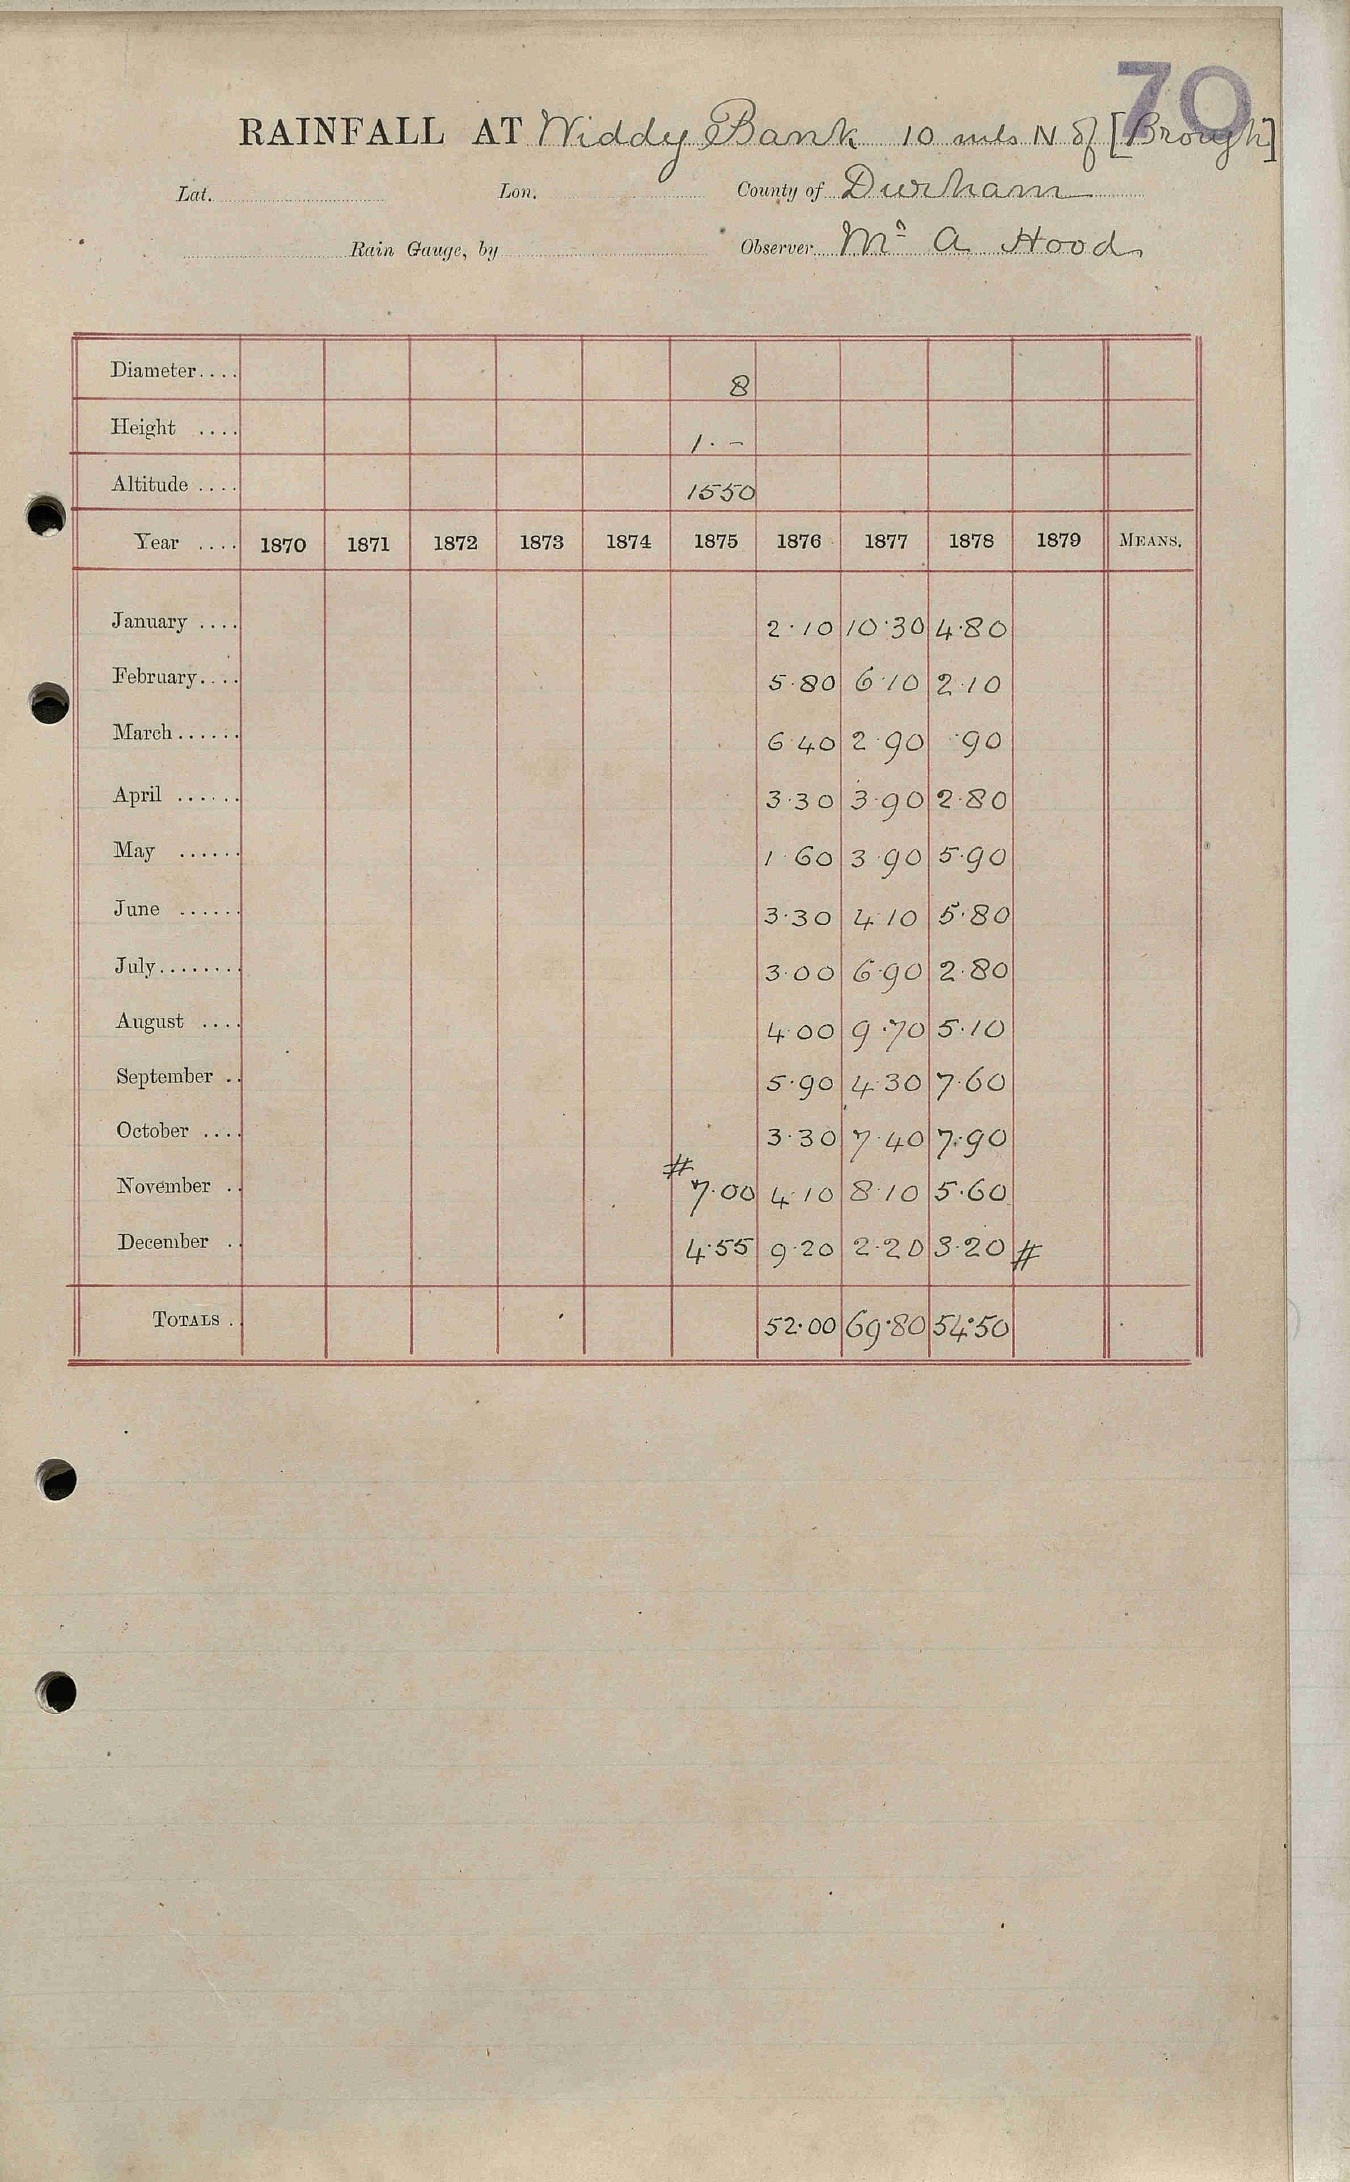 70
RAINFALL AT Widdy Bank 10 mls N of [Brough]
Lat. Lon. County of Durham
Rain Gauge, by Observer Mr A Hood
Diameter.... 8
Height .... 1. -
Altitude .... 1550
Year .... 1870 1871 1872 1873 1874 1875 1876 1877 1878 1879 MEANS.
January .... 2.10 10.30 4.80
February.... 5.80 6.10 2.10
March...... 6.40 2.90 .90
April ...... 3.30 3.90 2.80
May ...... 1.60 3.90 5.90
June ...... 3.30 4.10 5.80
July........ 3.00 6.90 2.80
August .... 4.00 9.70 5.10
September .. 5.90 4.30 7.60
October .... 3.30 7.40 7.90
November .. # 7.00 4.10 8.10 5.60
December .. 4.55 9.20 2.20 3.20 #
TOTALS . 52.00 69.80 54.50